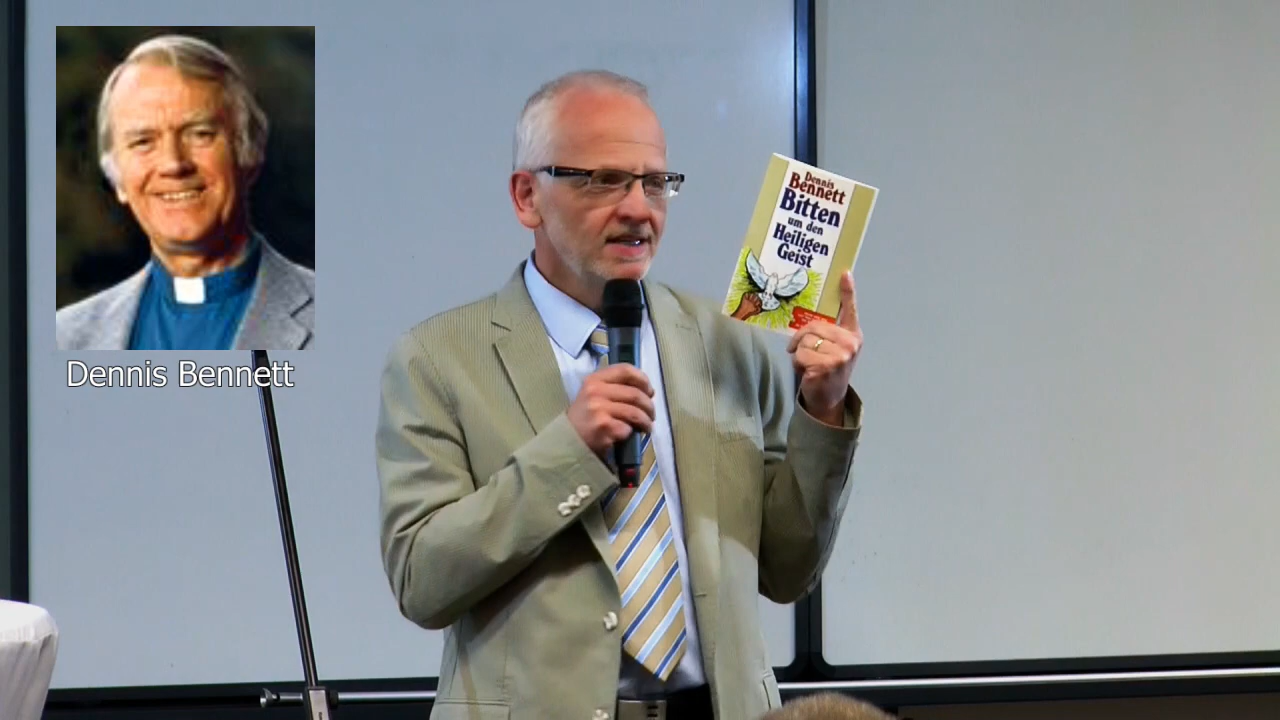 Dennis Bennett
Dennis
Bennett
Bitten
um den
Heiligen
Geist